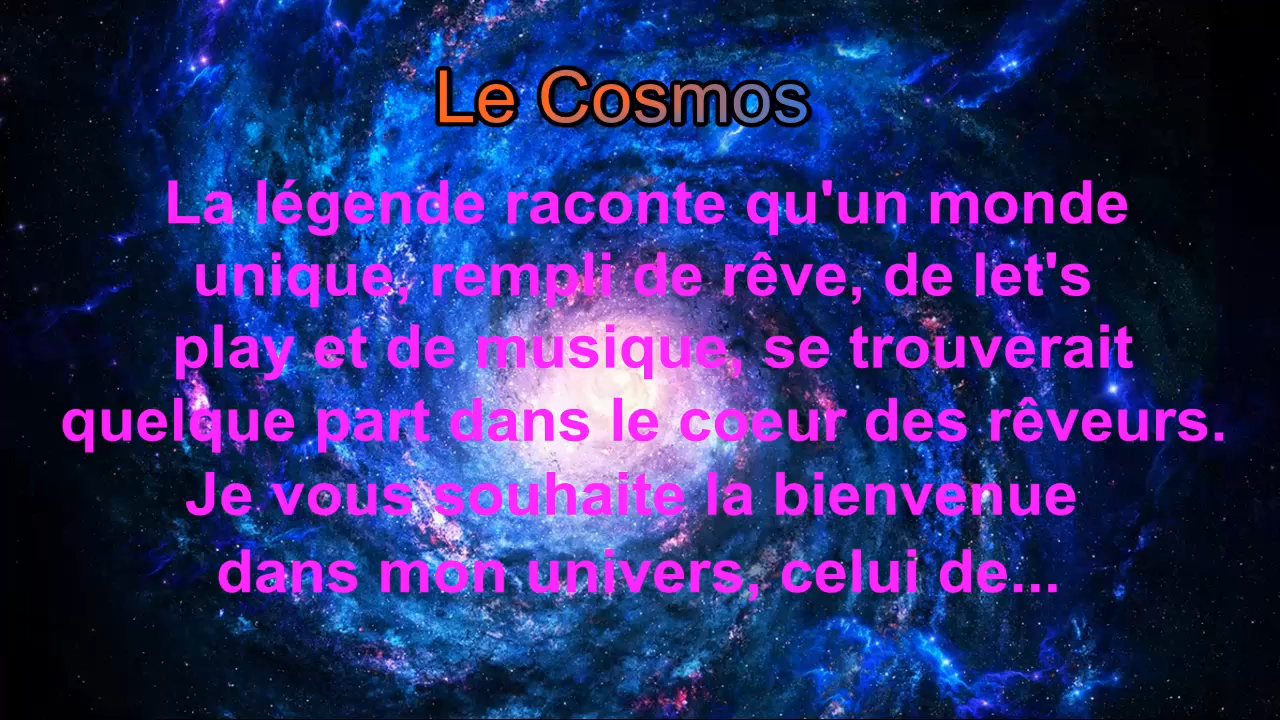 Le Cosmos
La légende raconte qu'un monde
unique, rempli de rêve, de let's
play et de musique, se trouverait
quelque part dans le coeur des rêveurs.
Je vous souhaite la bienvenue
dans mon univers, celui de...